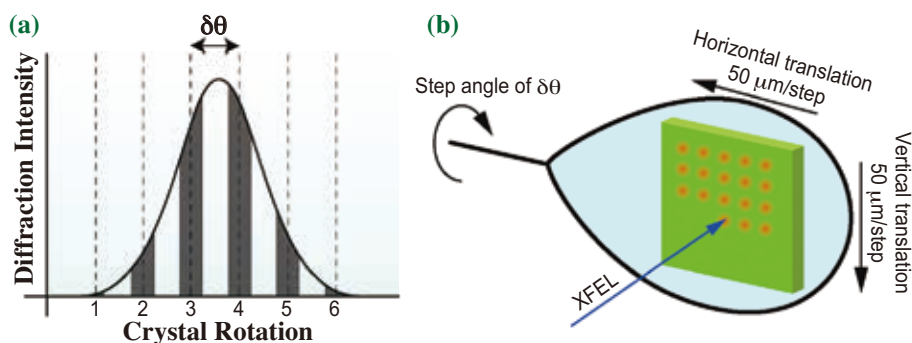 (a)
δθ
Diffraction Intensity
1 2 3 4 5 6
Crystal Rotation
(b)
Step angle of δθ
Horizontal translation
50 μm/step
Vertical translation
50 μm/step
XFEL